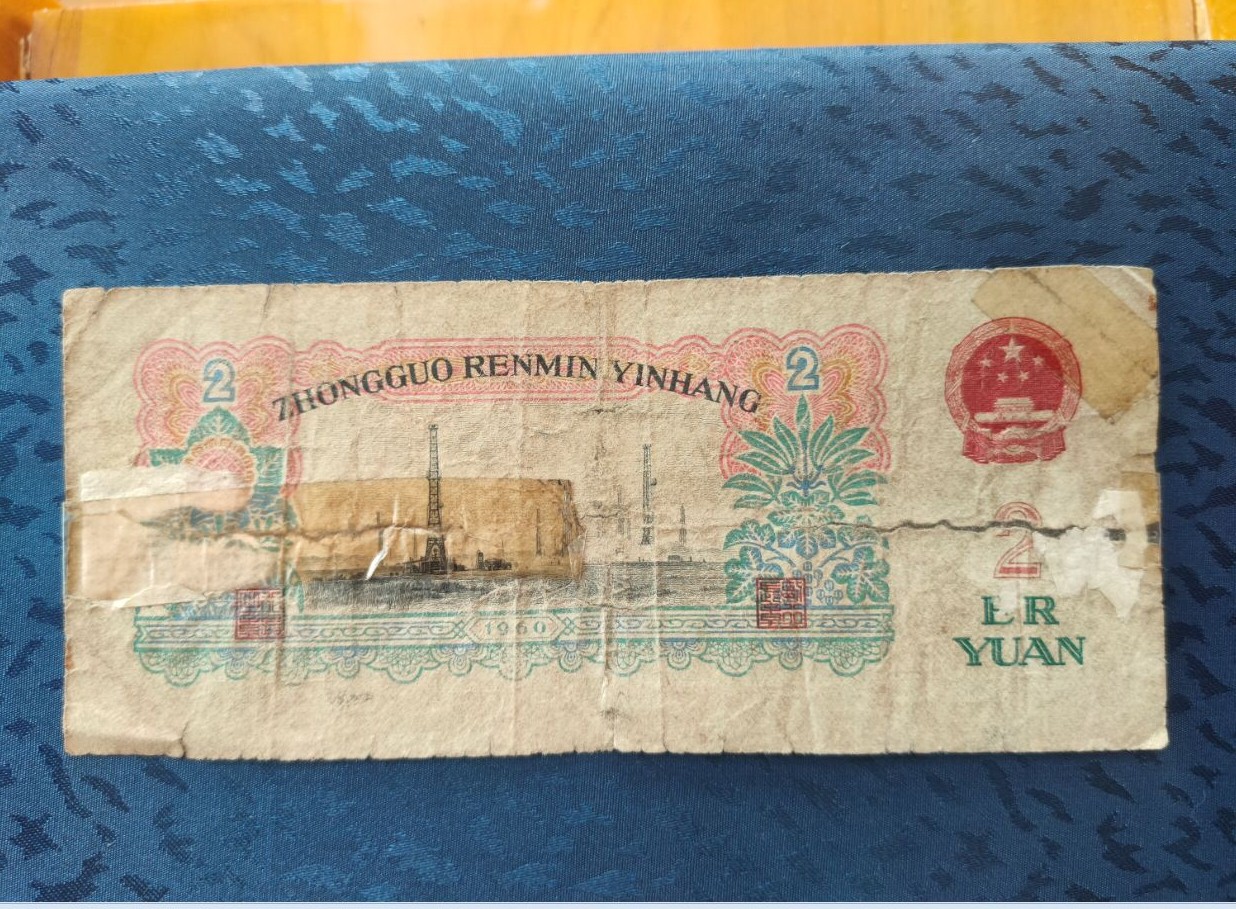 2
2
ZHONGGUO RENMIN YINHANG
1960
2
ER
YUAN